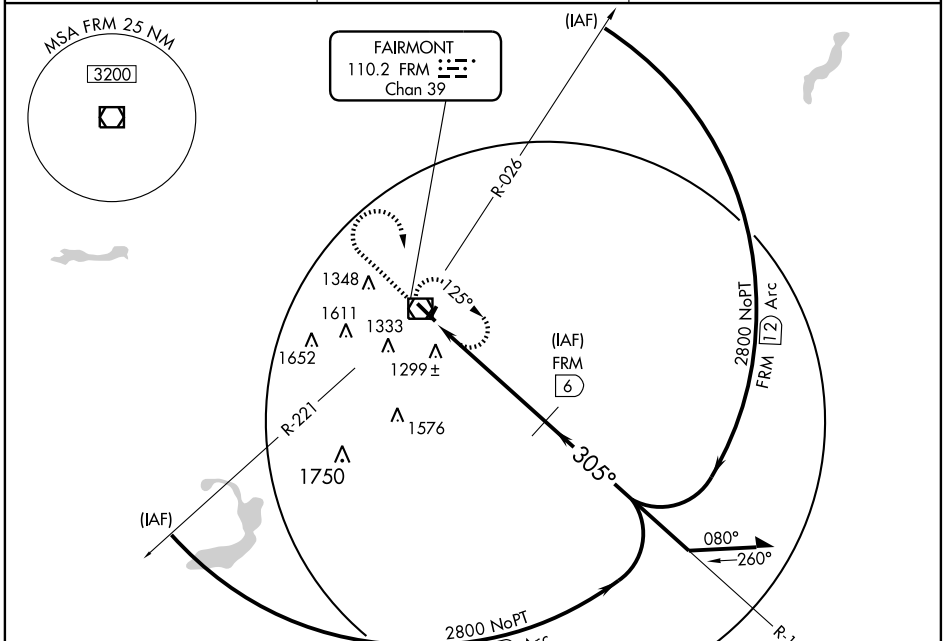 MSA FRM 25 NM
3200
FAIRMONT
110.2 FRM
Chan 39
(IAF)
R-026
1348
125°
1611
1333
1652
1299±
(IAF)
FRM
6
2800 NoPT
FRM 12 Arc
R-221
1576
1750
305°
(IAF)
080°
260°
2800 NoPT
Arc